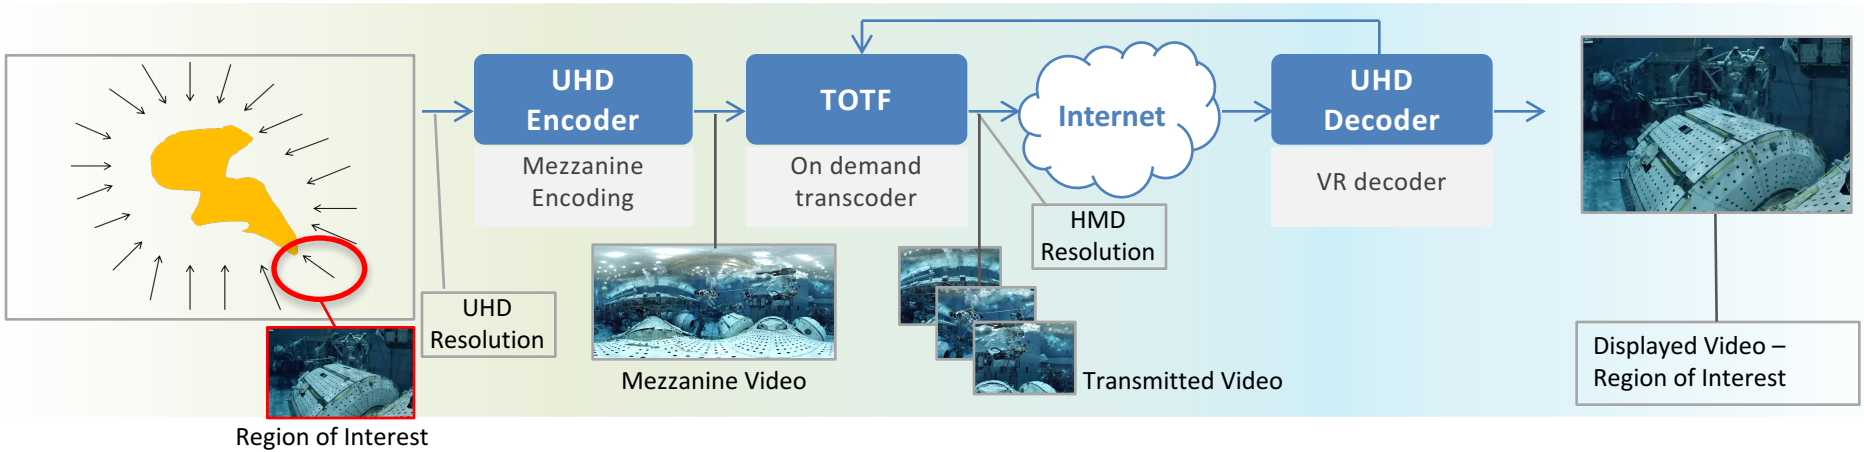 UHD
Encoder
Mezzanine
Encoding
TOTF
On demand
transcoder
Internet
UHD
Decoder
VR decoder
HMD
Resolution
UHD
Resolution
Mezzanine Video
Transmitted Video
Displayed Video –
Region of Interest
Region of Interest